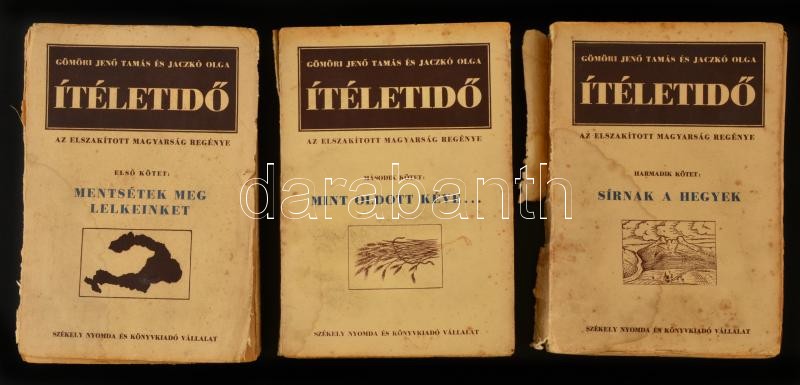 GÖMÖRI JENŐ TAMÁS ÉS JACZKÓ OLGA
ÍTÉLETIDŐ
AZ ELSZAKÍTOTT MAGYARSÁG REGÉNYE
ELSŐ KÖTET:
MENTSÉTEK MEG
LELKEINKET
SZÉKELY NYOMDA ÉS KÖNYVKIADÓ VÁLLALAT
GÖMÖRI JENŐ TAMÁS ÉS JACZKÓ OLGA
ÍTÉLETIDŐ
AZ ELSZAKÍTOTT MAGYARSÁG REGÉNYE
MÁSODIK KÖTET:
MINT OLDOTT KÉVE...
SZÉKELY NYOMDA ÉS KÖNYVKIADÓ VÁLLALAT
GÖMÖRI JENŐ TAMÁS ÉS JACZKÓ OLGA
ÍTÉLETIDŐ
AZ ELSZAKÍTOTT MAGYARSÁG REGÉNYE
HARMADIK KÖTET:
SÍRNAK A HEGYEK
SZÉKELY NYOMDA ÉS KÖNYVKIADÓ VÁLLALAT
darabanth